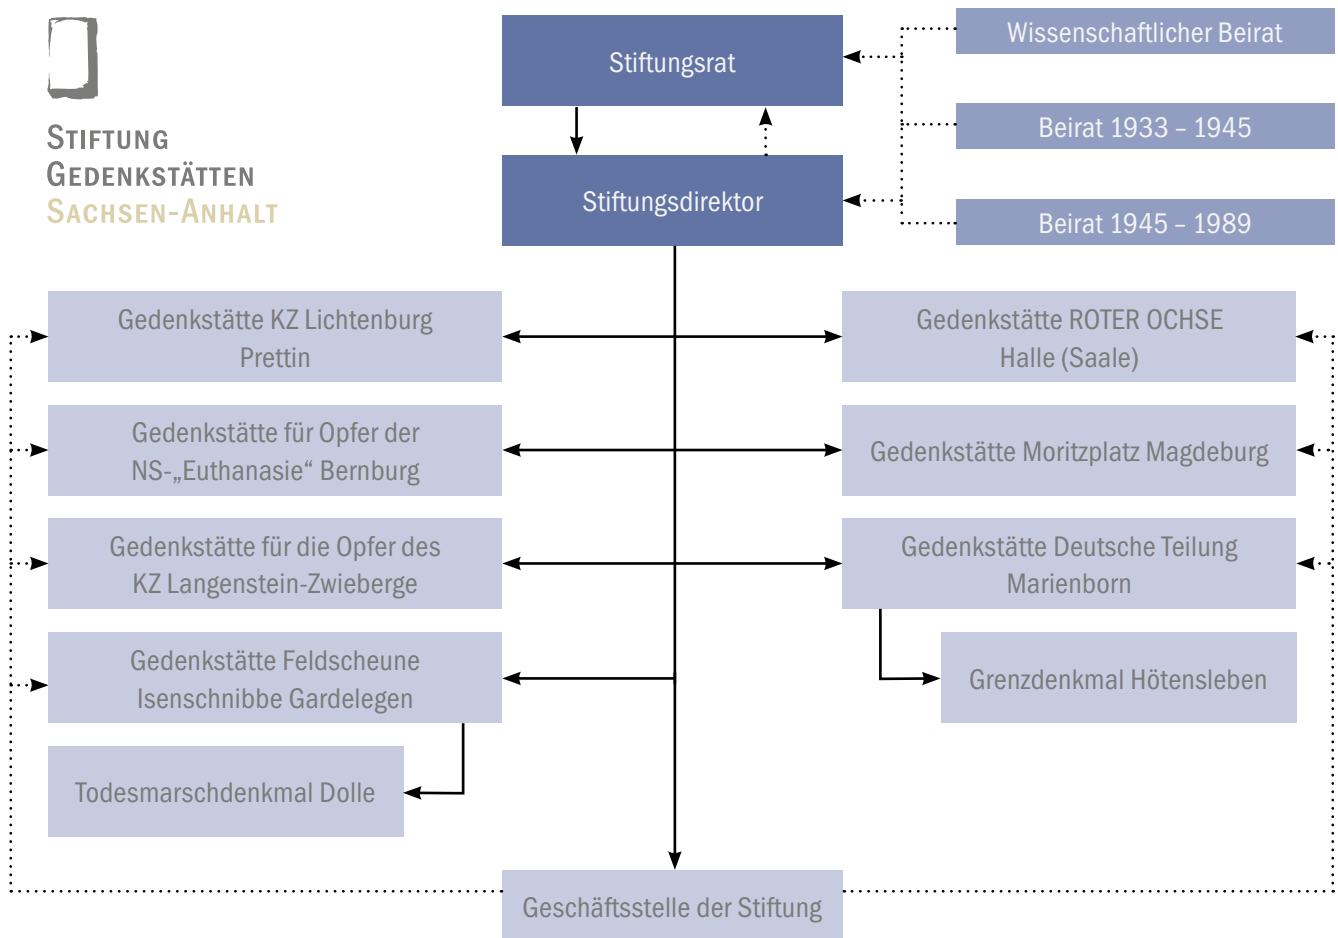 STIFTUNG
GEDENKSTÄTTEN
SACHSEN-ANHALT
Stiftungsrat
Stiftungsdirektor
Wissenschaftlicher Beirat
Beirat 1933 – 1945
Beirat 1945 – 1989
Gedenkstätte KZ Lichtenburg
Prettin
Gedenkstätte für Opfer der
NS-„Euthanasie“ Bernburg
Gedenkstätte für die Opfer des
KZ Langenstein-Zwieberge
Gedenkstätte Feldscheune
Isenschnibbe Gardelegen
Todesmarschdenkmal Dolle
Gedenkstätte ROTER OCHSE
Halle (Saale)
Gedenkstätte Moritzplatz Magdeburg
Gedenkstätte Deutsche Teilung
Marienborn
Grenzdenkmal Hötensleben
Geschäftsstelle der Stiftung